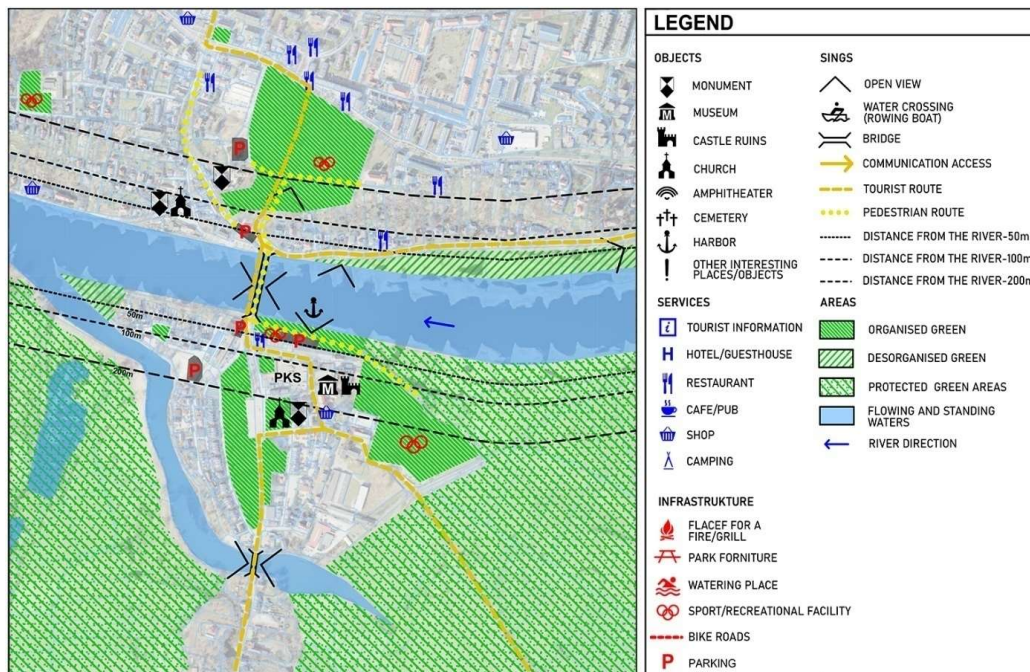 P
P
M
50m
100m
200m
P
P
P
PKS
M
LEGEND
OBJECTS
MONUMENT
M
MUSEUM
CASTLE RUINS
CHURCH
AMPHITHEATER
CEMETERY
HARBOR
OTHER INTERESTING
PLACES/OBJECTS
SERVICES
i
TOURIST INFORMATION
H
HOTEL/GUESTHOUSE
RESTAURANT
CAFE/PUB
SHOP
CAMPING
INFRASTRUKTURE
FLACEF FOR A
FIRE/GRILL
PARK FORNITURE
WATERING PLACE
SPORT/RECREATIONAL FACILITY
BIKE ROADS
P
PARKING
SINGS
OPEN VIEW
WATER CROSSING
(ROWING BOAT)
BRIDGE
COMMUNICATION ACCESS
TOURIST ROUTE
PEDESTRIAN ROUTE
DISTANCE FROM THE RIVER-50m
DISTANCE FROM THE RIVER-100m
DISTANCE FROM THE RIVER-200m
AREAS
ORGANISED GREEN
DESORGANISED GREEN
PROTECTED GREEN AREAS
FLOWING AND STANDING
WATERS
RIVER DIRECTION